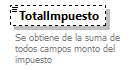 TotalImpuesto
Se obtiene de la suma de
todos campos monto del
impuesto